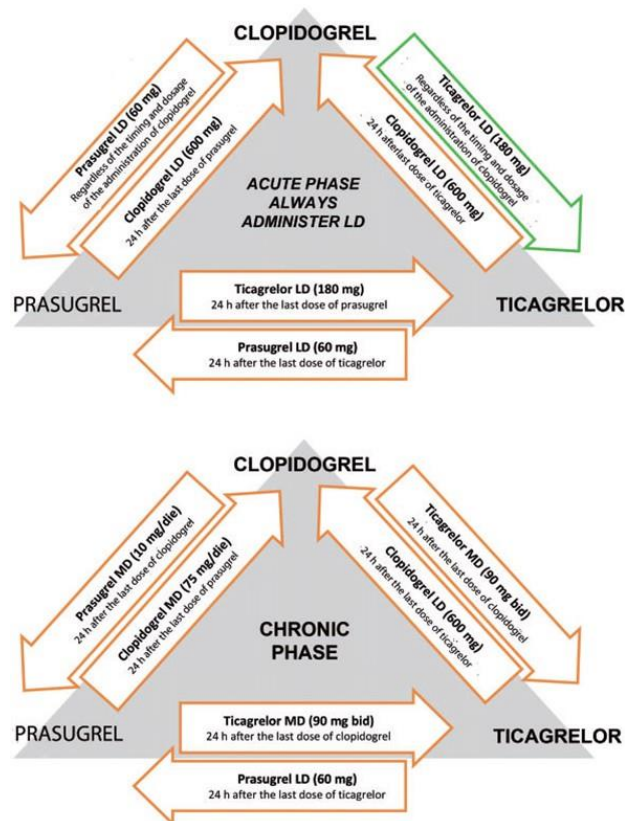 CLOPIDOGREL
Prasugrel LD (60 mg)
Regardless of the timing and dosage
of the administration of clopidogrel
Clopidogrel LD (600 mg)
24 h after the last dose of prasugrel
Ticagrelor LD (180 mg)
Regardless of the timing and dosage
of the administration of clopidogrel
Clopidogrel LD (600 mg)
24 h afterlast dose of ticagrelor
ACUTE PHASE
ALWAYS
ADMINISTER LD
PRASUGREL
TICAGRELOR
Ticagrelor LD (180 mg)
24 h after the last dose of prasugrel
Prasugrel LD (60 mg)
24 h after the last dose of ticagrelor
CLOPIDOGREL
Prasugrel MD (10 mg/die)
24 h after the last dose of clopidogrel
Clopidogrel MD (75 mg/die)
24 h after the last dose of prasugrel
Ticagrelor MD (90 mg bid)
24 h after the last dose of clopidogrel
Clopidogrel LD (600 mg)
24 h after the last dose of ticagrelor
CHRONIC
PHASE
PRASUGREL
TICAGRELOR
Ticagrelor MD (90 mg bid)
24 h after the last dose of clopidogrel
Prasugrel LD (60 mg)
24 h after the last dose of ticagrelor